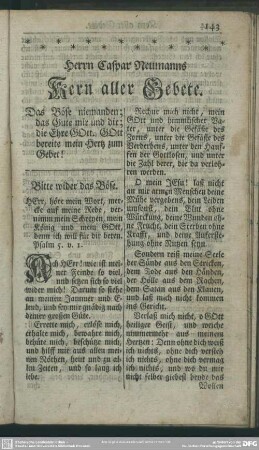 143
Herrn Caspar Neumanns
Kern aller Gebete.
Das Böse niemanden;
das Gute mir und dir;
die Ehre GOtt. GOtt
bereite mein Hertz zum
Gebet!
Bitte wider das Böse.
HErr, höre mein Wort, mer-
cke auf meine Rede, ver-
nimm mein Schreyen, mein
König und mein GOtt,
denn ich will für dir beten.
Psalm 5. v. 1.
Ach HErr! wie ist mei-
ner Feinde so viel,
und setzen sich so viel
wider mich! Darum so siehe
an meinen Jammer und E-
lend, und sey mir gnädig nach
deiner grossen Güte.
Errette mich, erlöse mich,
erhalte mich, bewahre mich,
behüte mich, beschütze mich,
und hilff mir aus allen mei-
nen Nöthen, hier und zu al-
len Zeiten, und so lang ich
lebe.
Rechne mich nicht, mein
GOtt und himmlischer Va-
ter, unter die Gefässe des
Zorns, unter die Gefässe des
Verderbens, unter den Hauf-
fen der Gottlosen, und unter
die Zahl derer, die da verloh-
ren werden.
O mein JEsu! laß nicht
an mir armen Menschen deine
Mühe vergebens, dein Leiden
umsonst, dein Blut ohne
Würckung, deine Wunden oh-
ne Frucht, dein Sterben ohne
Krafft, und deine Auferste-
hung ohne Nutzen seyn.
Sondern reiß meine Seele
der Sünde aus den Stricken,
dem Tode aus den Händen,
der Hölle aus dem Rachen,
dem Satan aus den Klauen,
und laß mich nicht kommen
ins Gericht.
Verlaß mich nicht, o GOtt
heiliger Geist, und weiche
nimmermehr aus meinem
Hertzen: Denn ohne dich weiß
ich nichts, ohne dich versteh
ich nichts, ohne dich vermag
ich nichts, und wo du mir
nicht selber giebest
Wollen